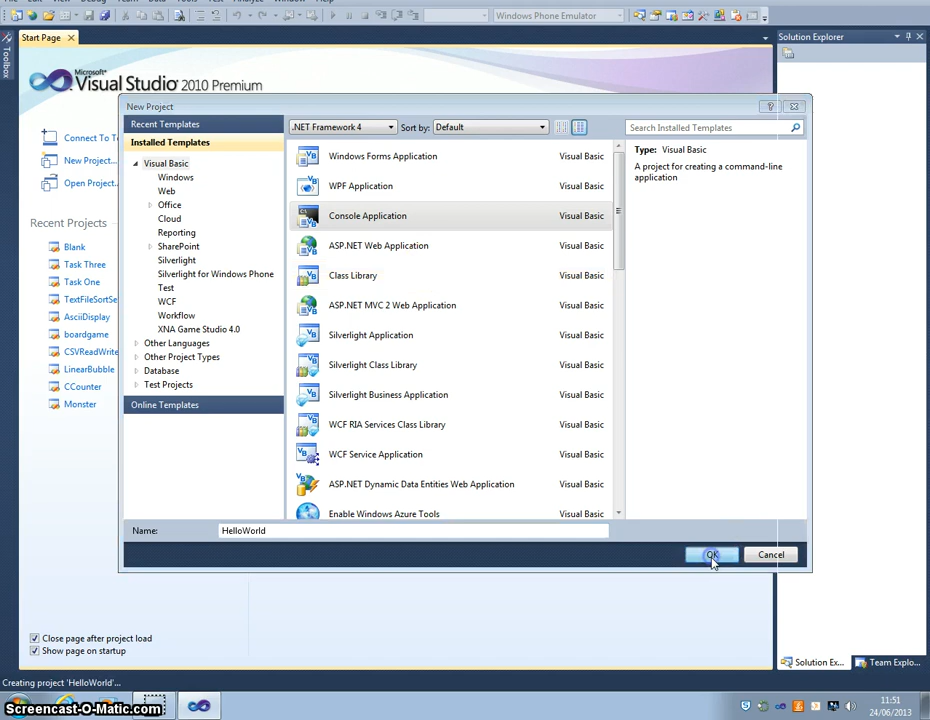 Windows Phone Emulator
Start Page
Solution Explorer
Toolbox
Microsoft®
Visual Studio® 2010 Premium
Connect To T
New Project...
Open Project...
Recent Projects
Blank
Task Three
Task One
TextFileSortSe
AsciiDisplay
boardgame
CSVReadWrite
LinearBubble
CCounter
Monster
New Project
Recent Templates
Installed Templates
Visual Basic
Windows
Web
Office
Cloud
Reporting
SharePoint
Silverlight
Silverlight for Windows Phone
Test
WCF
Workflow
XNA Game Studio 4.0
Other Languages
Other Project Types
Database
Test Projects
Online Templates
.NET Framework 4
Sort by: Default
Search Installed Templates
Windows Forms Application Visual Basic
WPF Application Visual Basic
Console Application Visual Basic
ASP.NET Web Application Visual Basic
Class Library Visual Basic
ASP.NET MVC 2 Web Application Visual Basic
Silverlight Application Visual Basic
Silverlight Class Library Visual Basic
Silverlight Business Application Visual Basic
WCF RIA Services Class Library Visual Basic
WCF Service Application Visual Basic
ASP.NET Dynamic Data Entities Web Application Visual Basic
Enable Windows Azure Tools Visual Basic
Type: Visual Basic
A project for creating a command-line
application
Name: HelloWorld
OK
Cancel
Close page after project load
Show page on startup
Solution Ex...
Team Explo...
Creating project 'HelloWorld'...
Screencast-O-Matic.com
11:51
24/06/2013